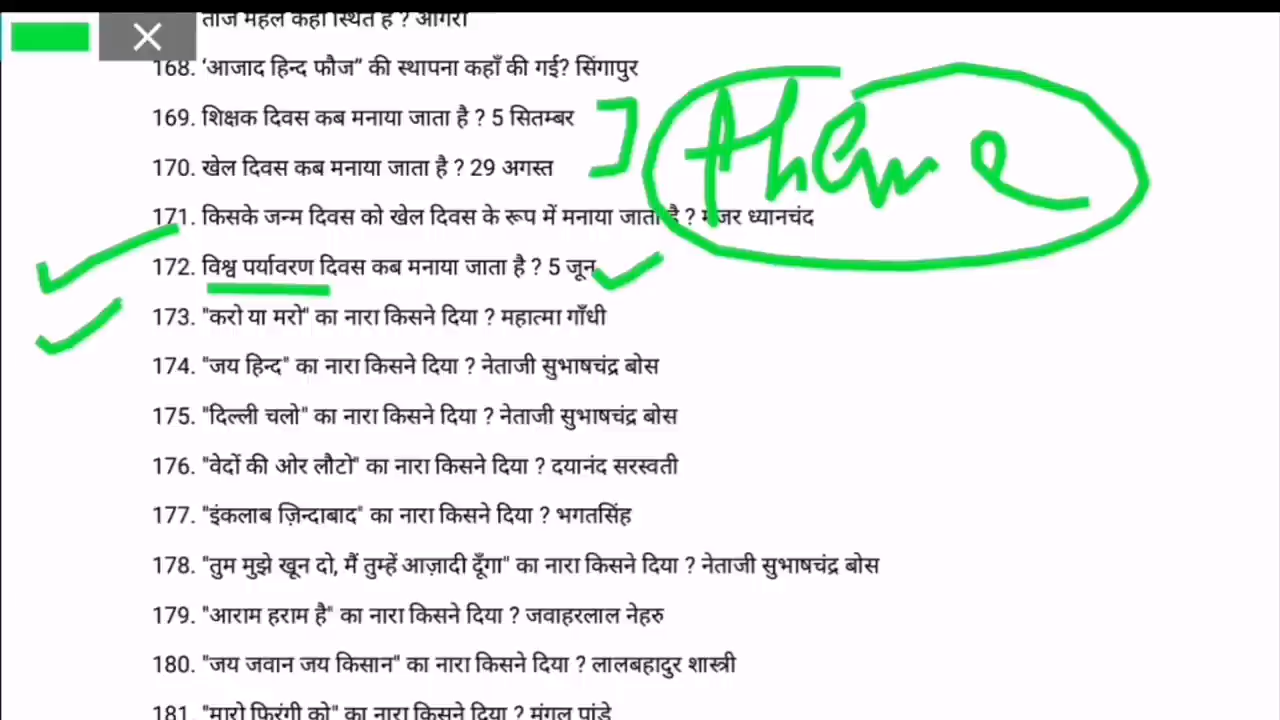 ताज महल कहाँ स्थित है ? आगरा
168. ‘आजाद हिन्द फौज” की स्थापना कहाँ की गई? सिंगापुर
169. शिक्षक दिवस कब मनाया जाता है ? 5 सितम्बर
170. खेल दिवस कब मनाया जाता है ? 29 अगस्त
theme
171. किसके जन्म दिवस को खेल दिवस के रूप में मनाया जाता है ? मेजर ध्यानचंद
172. विश्व पर्यावरण दिवस कब मनाया जाता है ? 5 जून
173. "करो या मरो" का नारा किसने दिया ? महात्मा गाँधी
174. "जय हिन्द" का नारा किसने दिया ? नेताजी सुभाषचंद्र बोस
175. "दिल्ली चलो" का नारा किसने दिया ? नेताजी सुभाषचंद्र बोस
176. "वेदों की ओर लौटो" का नारा किसने दिया ? दयानंद सरस्वती
177. "इंकलाब ज़िन्दाबाद" का नारा किसने दिया ? भगतसिंह
178. "तुम मुझे खून दो, मैं तुम्हें आज़ादी दूँगा" का नारा किसने दिया ? नेताजी सुभाषचंद्र बोस
179. "आराम हराम है" का नारा किसने दिया ? जवाहरलाल नेहरु
180. "जय जवान जय किसान" का नारा किसने दिया ? लालबहादुर शास्त्री
181. "मारो फिरंगी को" का नारा किसने दिया ? मंगल पांडे